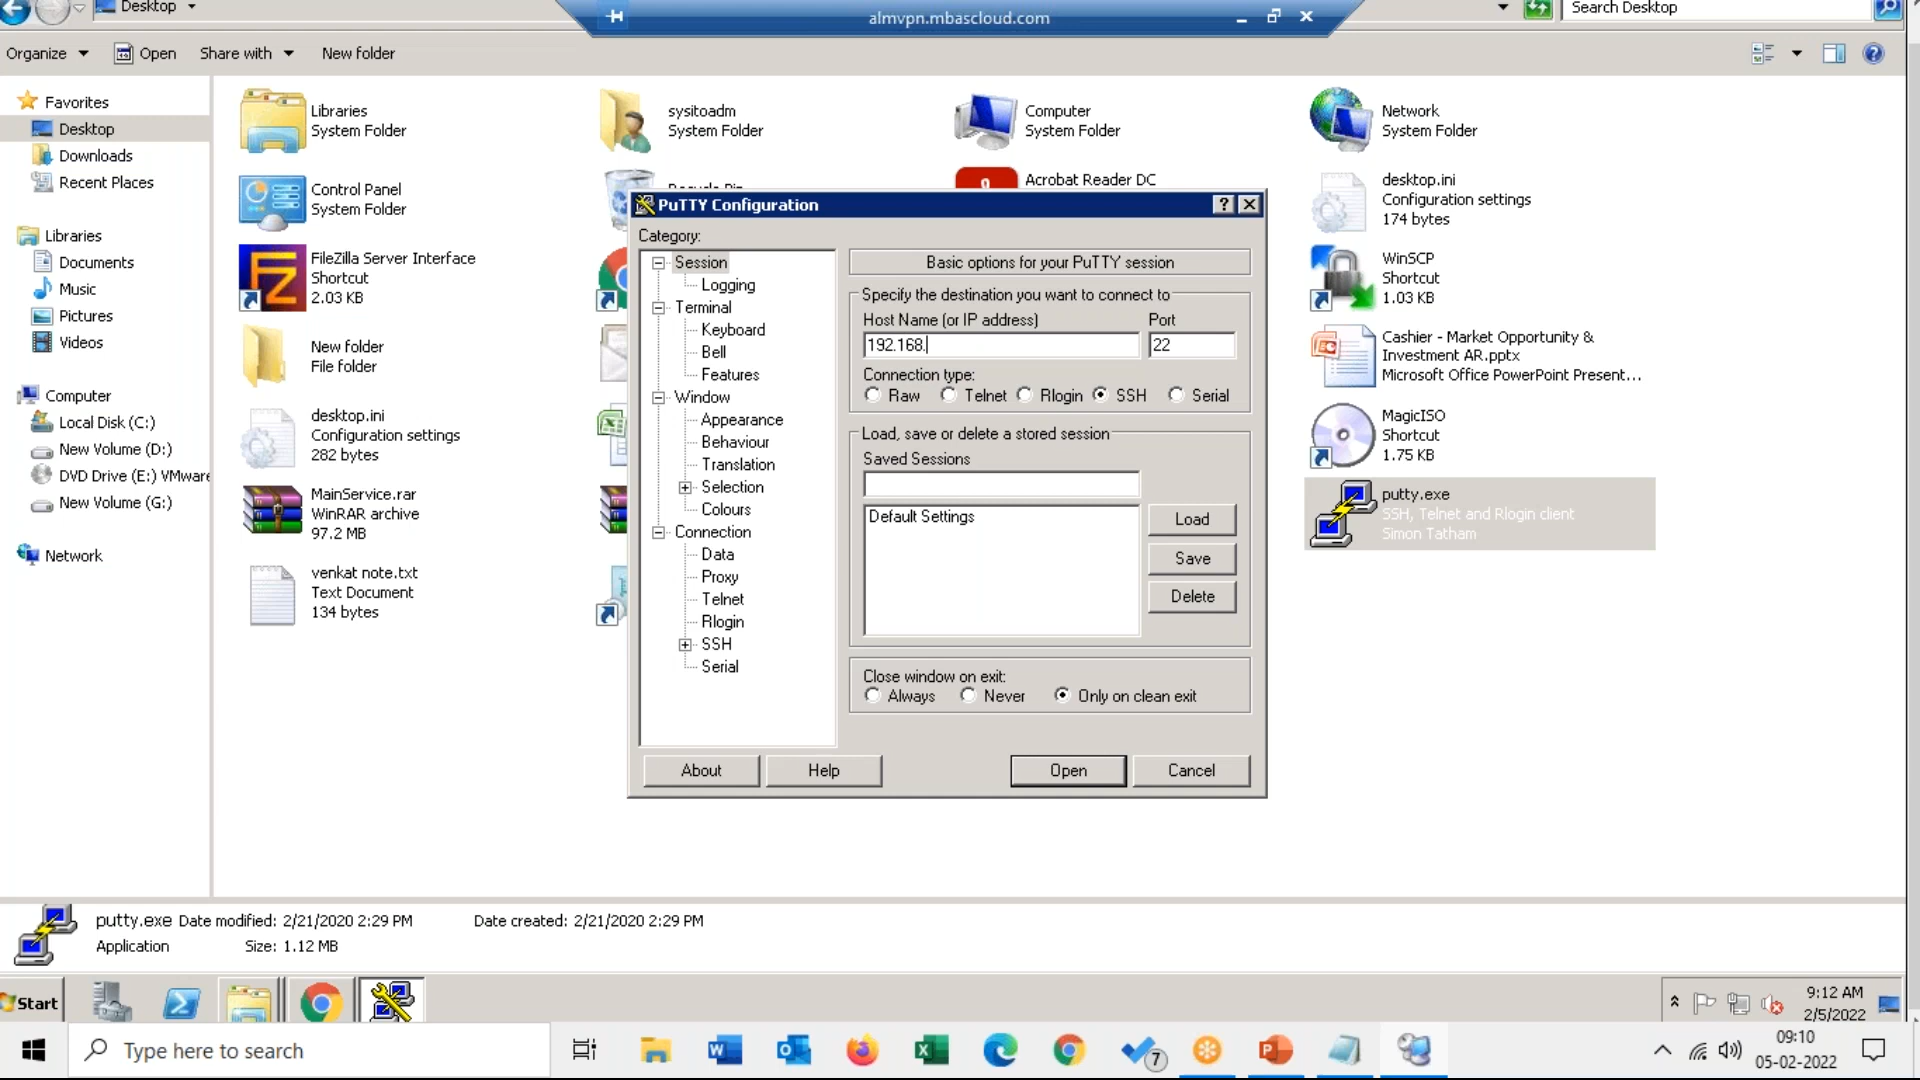 Desktop
almvpn.mbascloud.com
Search Desktop
Organize
Open
Share with
New folder
Favorites
Desktop
Downloads
Recent Places
Libraries
Documents
Music
Pictures
Videos
Computer
Local Disk (C:)
New Volume (D:)
DVD Drive (E:) VMware
New Volume (G:)
Network
Libraries
System Folder
sysitoadm
System Folder
Computer
System Folder
Network
System Folder
Control Panel
System Folder
Acrobat Reader DC
desktop.ini
Configuration settings
174 bytes
FileZilla Server Interface
Shortcut
2.03 KB
WinSCP
Shortcut
1.03 KB
New folder
File folder
Cashier - Market Opportunity &
Investment AR.pptx
Microsoft Office PowerPoint Present...
desktop.ini
Configuration settings
282 bytes
MagicISO
Shortcut
1.75 KB
MainService.rar
WinRAR archive
97.2 MB
putty.exe
SSH, Telnet and Rlogin client
Simon Tatham
venkat note.txt
Text Document
134 bytes
PuTTY Configuration
Category:
Session
Logging
Terminal
Keyboard
Bell
Features
Window
Appearance
Behaviour
Translation
Selection
Colours
Connection
Data
Proxy
Telnet
Rlogin
SSH
Serial
Basic options for your PuTTY session
Specify the destination you want to connect to
Host Name (or IP address) Port
192.168. 22
Connection type:
Raw Telnet Rlogin SSH Serial
Load, save or delete a stored session
Saved Sessions
Default Settings
Load
Save
Delete
Close window on exit:
Always Never Only on clean exit
About Help Open Cancel
putty.exe Date modified: 2/21/2020 2:29 PM Date created: 2/21/2020 2:29 PM
Application Size: 1.12 MB
Start
9:12 AM
2/5/2022
Type here to search
7
09:10
05-02-2022